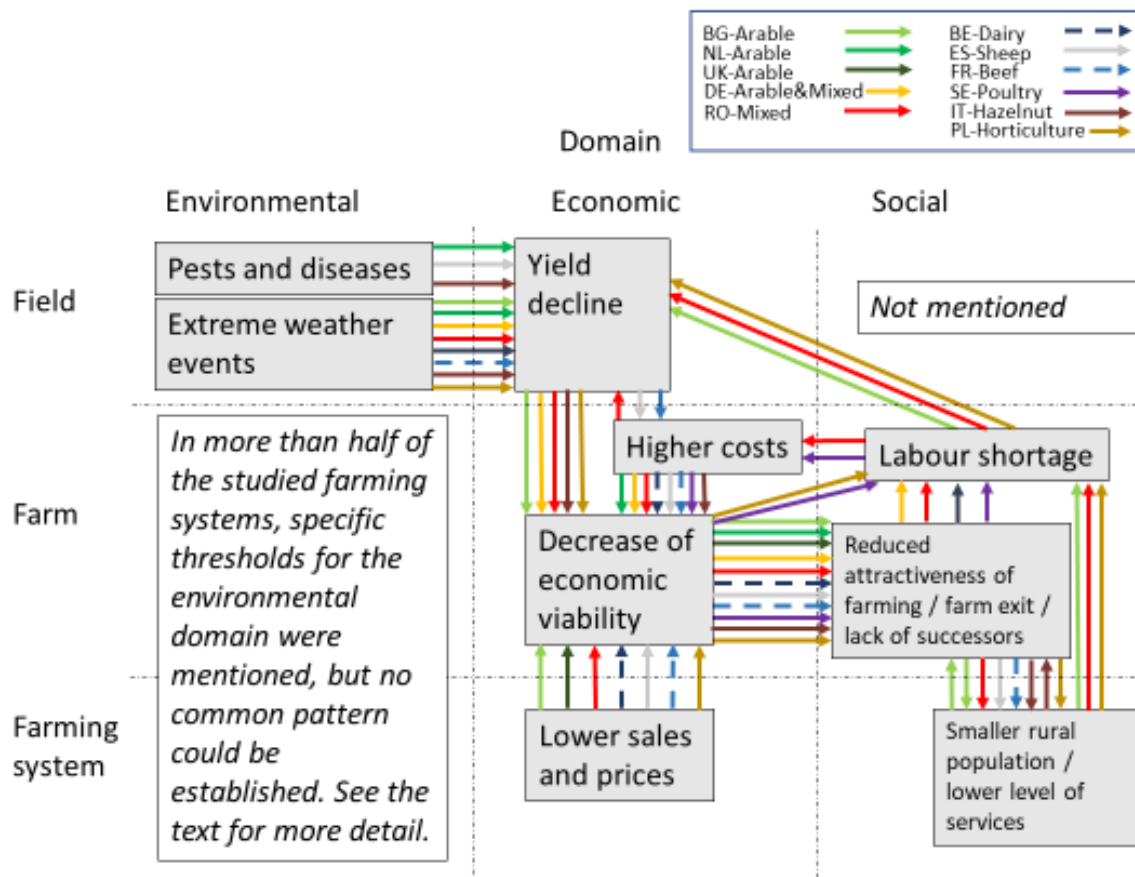 BG-Arable
NL-Arable
UK-Arable
DE-Arable&Mixed
RO-Mixed
BE-Dairy
ES-Sheep
FR-Beef
SE-Poultry
IT-Hazelnut
PL-Horticulture
Domain
Environmental
Economic
Social
Field
Pests and diseases
Extreme weather
events
Yield
decline
Not mentioned
Farm
In more than half of
the studied farming
systems, specific
thresholds for the
environmental
domain were
mentioned, but no
common pattern
could be
established. See the
text for more detail.
Higher costs
Labour shortage
Decrease of
economic
viability
Reduced
attractiveness of
farming / farm exit /
lack of successors
Farming
system
Lower sales
and prices
Smaller rural
population /
lower level of
services